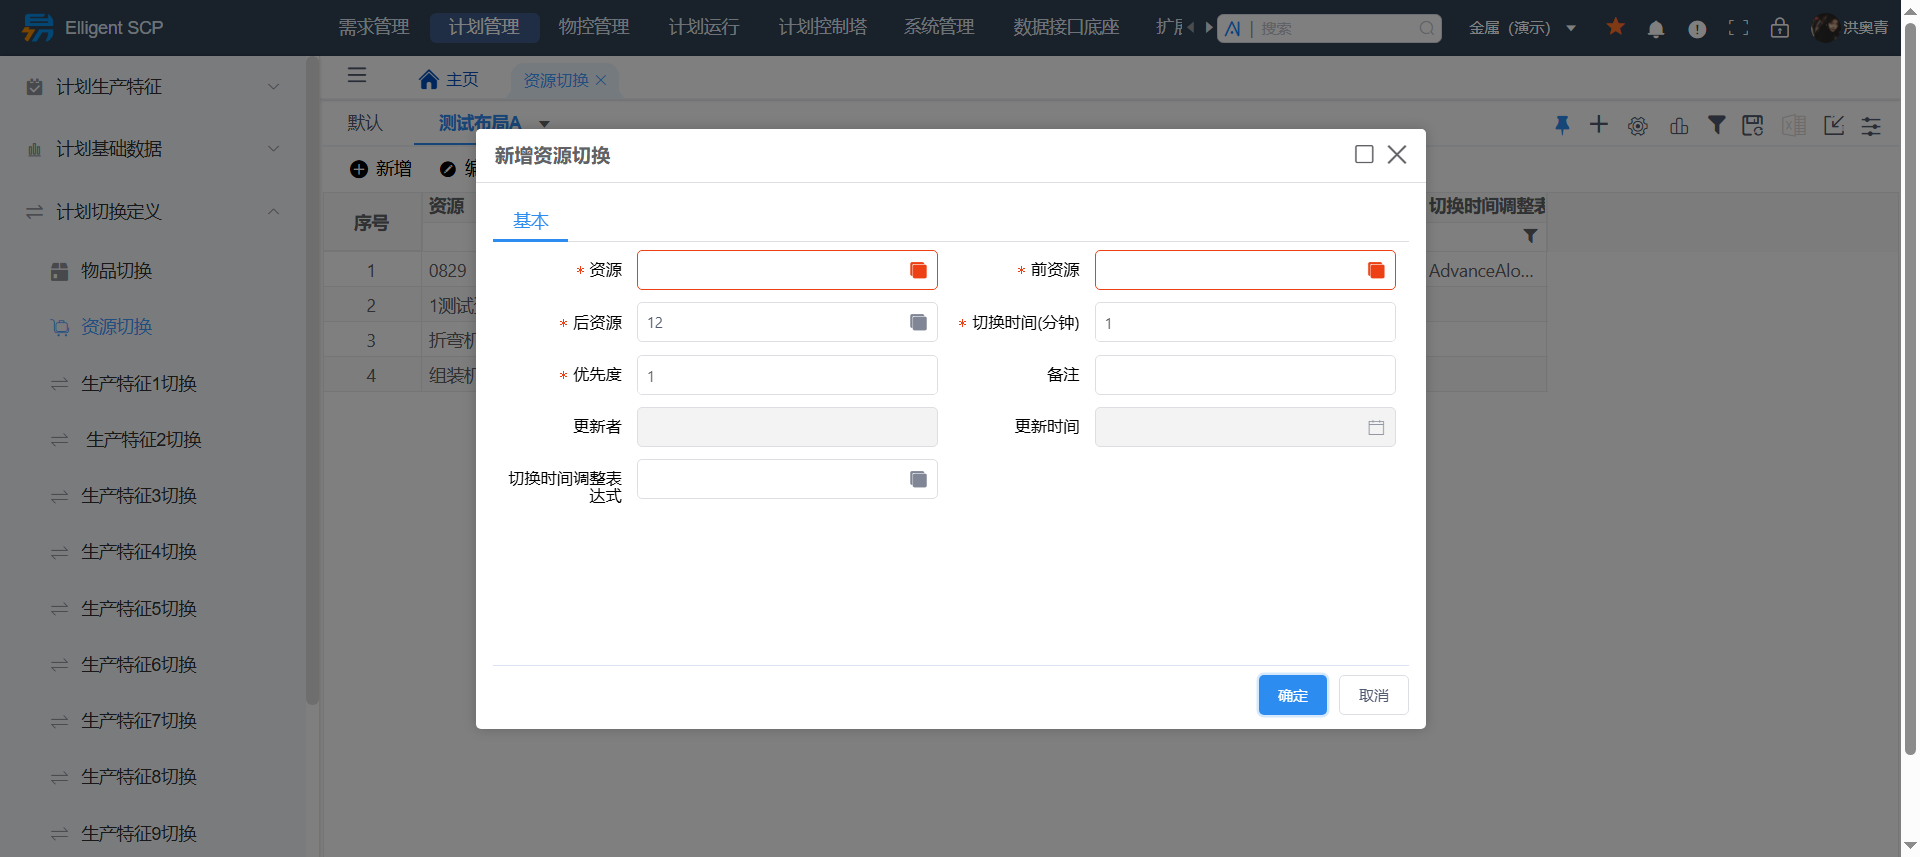 Elligent SCP
需求管理
计划管理
物控管理
计划运行
计划控制塔
系统管理
数据接口底座
AI | 搜索
金属（演示）
洪奥青
计划生产特征
计划基础数据
计划切换定义
物品切换
资源切换
生产特征1切换
生产特征2切换
生产特征3切换
生产特征4切换
生产特征5切换
生产特征6切换
生产特征7切换
生产特征8切换
生产特征9切换
主页
资源切换
默认
测试布局A
新增
序号
资源
切换时间调整表
1
0829
AdvanceAlo...
2
1测试
3
折弯机
4
组装机
新增资源切换
基本
* 资源
* 前资源
* 后资源
12
* 切换时间(分钟)
1
* 优先度
1
备注
更新者
更新时间
切换时间调整表
达式
确定
取消